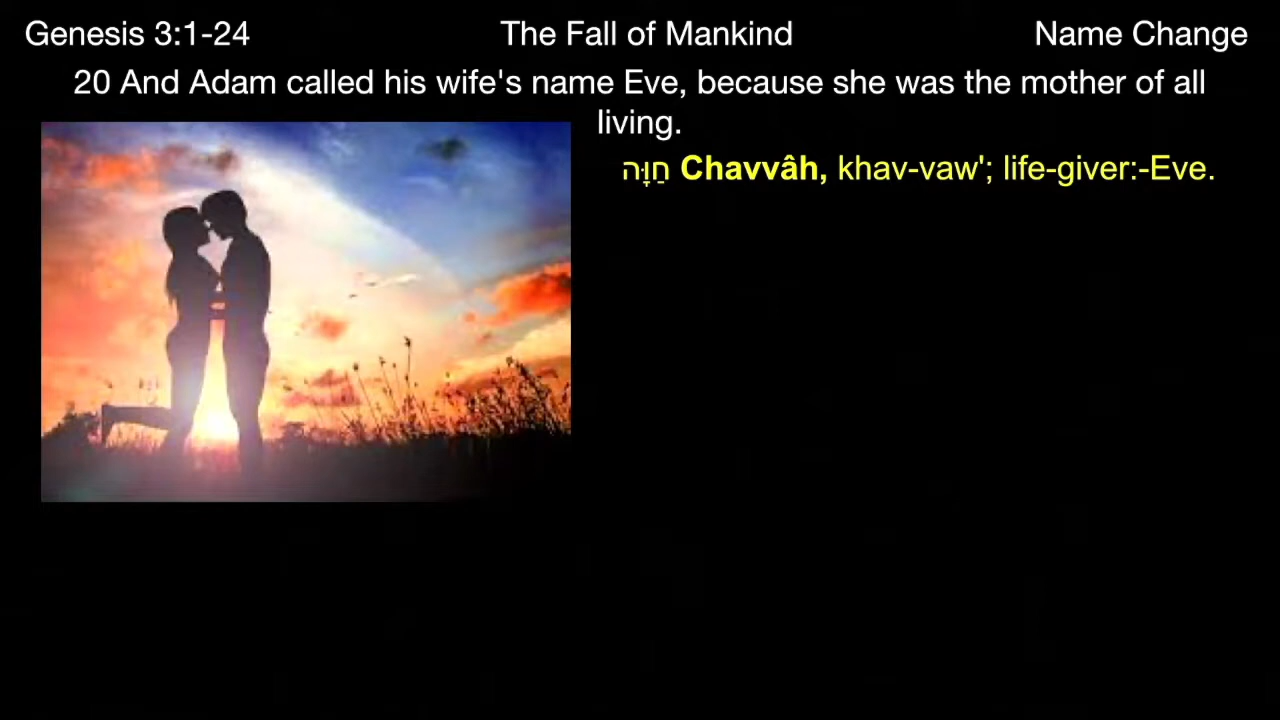 Genesis 3:1-24 The Fall of Mankind Name Change
20 And Adam called his wife's name Eve, because she was the mother of all
living.
חַוָּה Chavvâh, khav-vaw'; life-giver:-Eve.